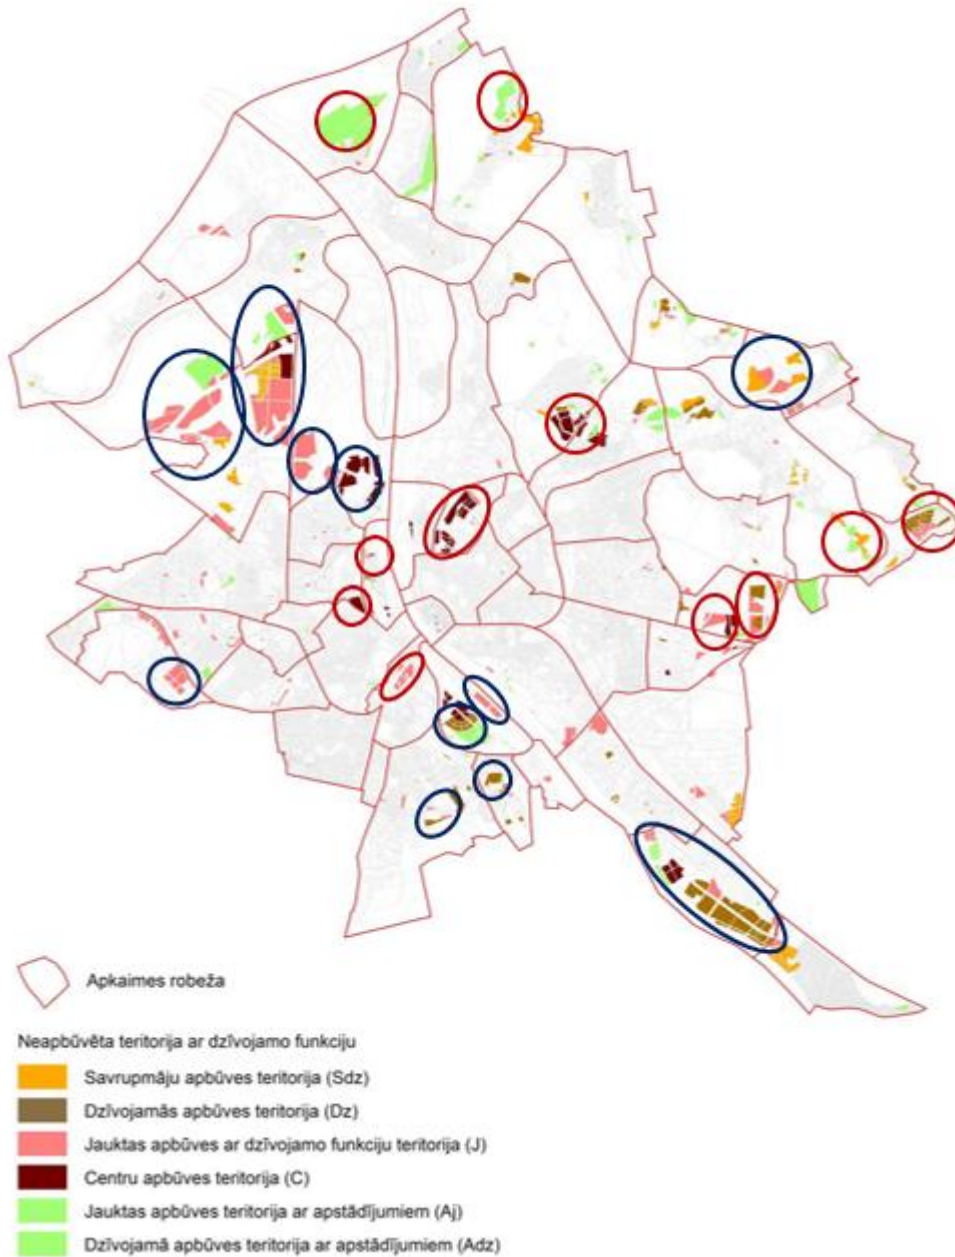 Apkaimes robeža
Neapbūvēta teritorija ar dzīvojamo funkciju
Savrupmāju apbūves teritorija (Sdz)
Dzīvojamās apbūves teritorija (Dz)
Jauktas apbūves ar dzīvojamo funkciju teritorija (J)
Centru apbūves teritorija (C)
Jauktas apbūves teritorija ar apstādījumiem (Aj)
Dzīvojamā apbūves teritorija ar apstādījumiem (Adz)